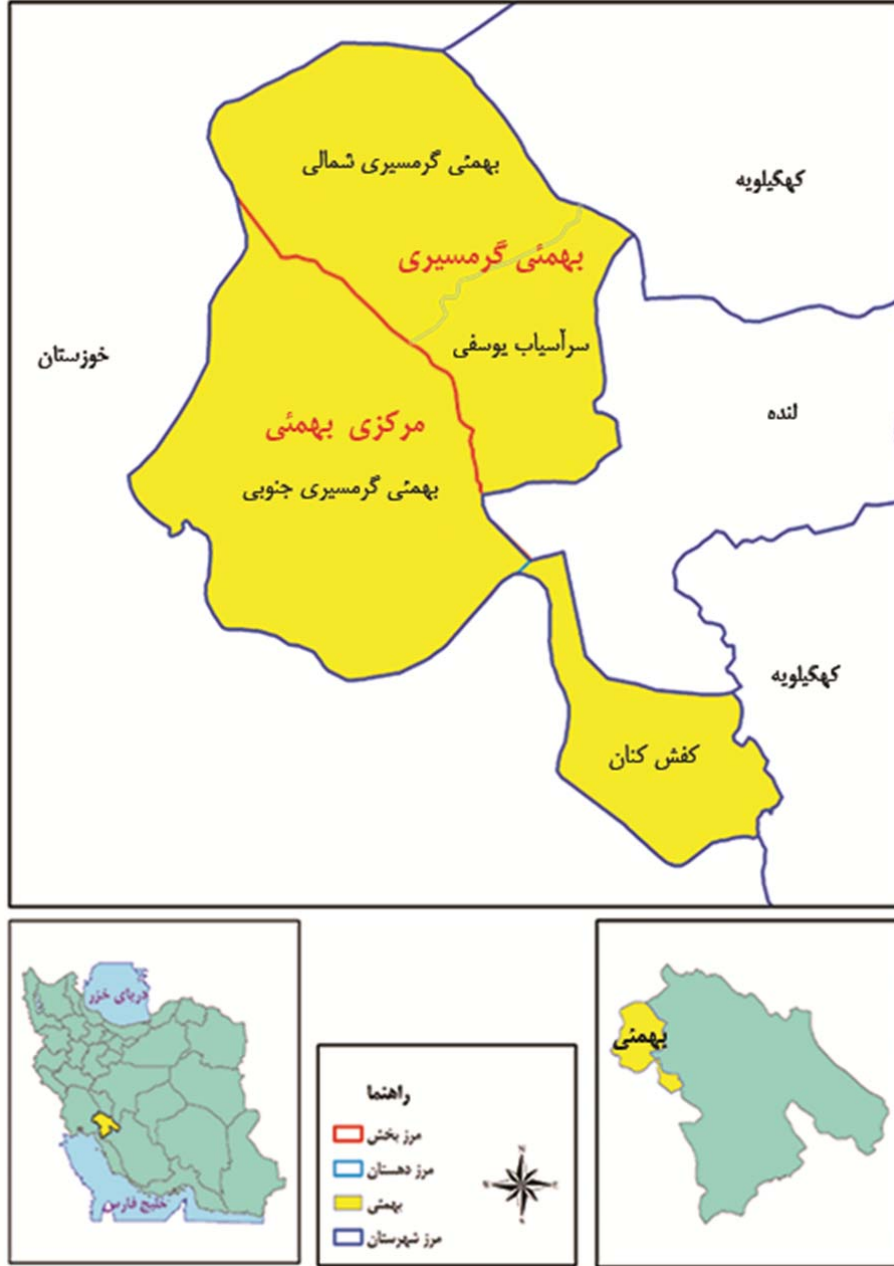 بهمئی گرمسیری شمالی
کهگیلویه
بهمئی گرمسیری
سرآسیاب یوسفی
خوزستان
لنده
مرکزی بهمئی
بهمئی گرمسیری جنوبی
کهگیلویه
کفش کنان
دریای خزر
خلیج فارس
راهنما
مرز بخش
مرز دهستان
بهمئی
مرز شهرستان
بهمئی